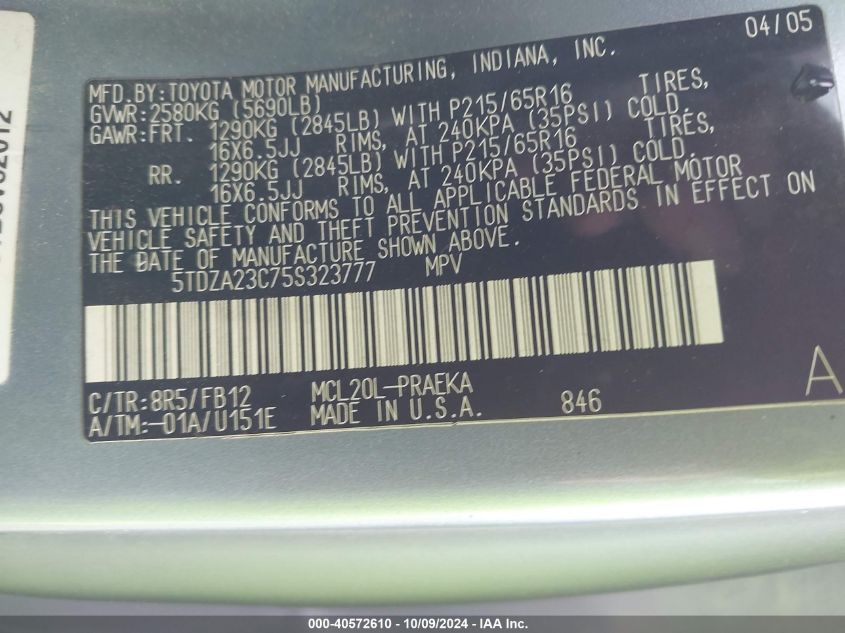 04/05
MFD.BY:TOYOTA MOTOR MANUFACTURING, INDIANA, INC.
GVWR:2580KG (5690LB)
GAWR:FRT. 1290KG (2845LB) WITH P215/65R16 TIRES,
16X6.5JJ RIMS, AT 240KPA (35PSI) COLD.
RR. 1290KG (2845LB) WITH P215/65R16 TIRES,
16X6.5JJ RIMS, AT 240KPA (35PSI) COLD.
THIS VEHICLE CONFORMS TO ALL APPLICABLE FEDERAL MOTOR
VEHICLE SAFETY AND THEFT PREVENTION STANDARDS IN EFFECT ON
THE DATE OF MANUFACTURE SHOWN ABOVE.
5TDZA23C75S323777 MPV
C/TR:8R5/FB12 MCL20L-PRAEKA
A/TM:-01A/U151E MADE IN U.S.A. 846
A
000-40572610 - 10/09/2024 - IAA Inc.